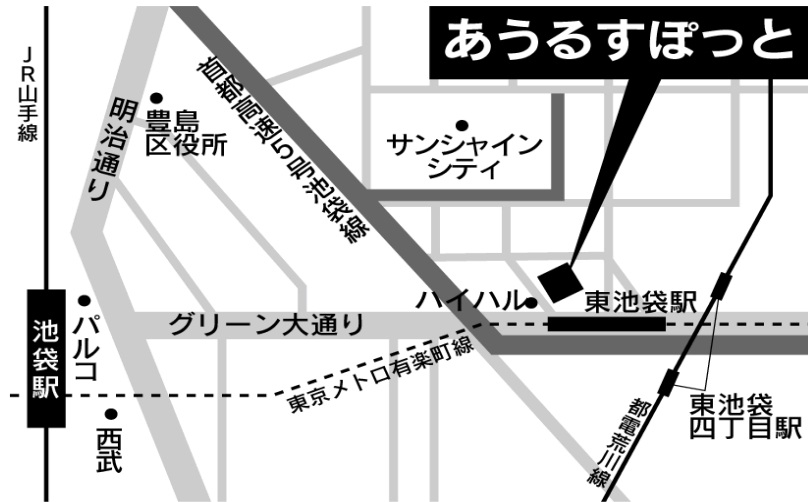 あうるすぽっと
JR山手線
明治通り
豊島
区役所
首都高速5号池袋線
サンシャイン
シティ
池袋駅
パルコ
西武
グリーン大通り
ハイハル
東池袋駅
東京メトロ有楽町線
東池袋
四丁目駅
都電荒川線